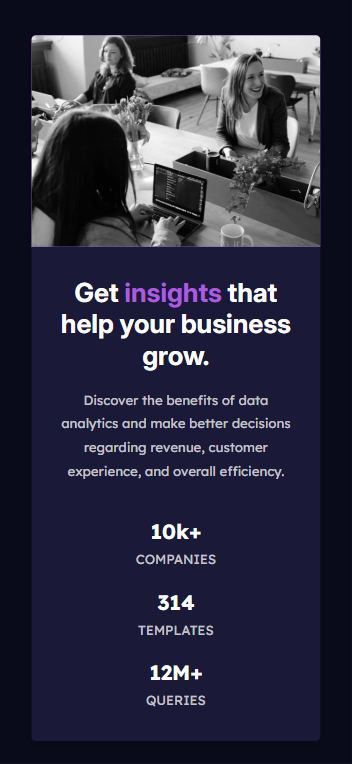 Get insights that
help your business
grow.
Discover the benefits of data
analytics and make better decisions
regarding revenue, customer
experience, and overall efficiency.
10k+
COMPANIES
314
TEMPLATES
12M+
QUERIES